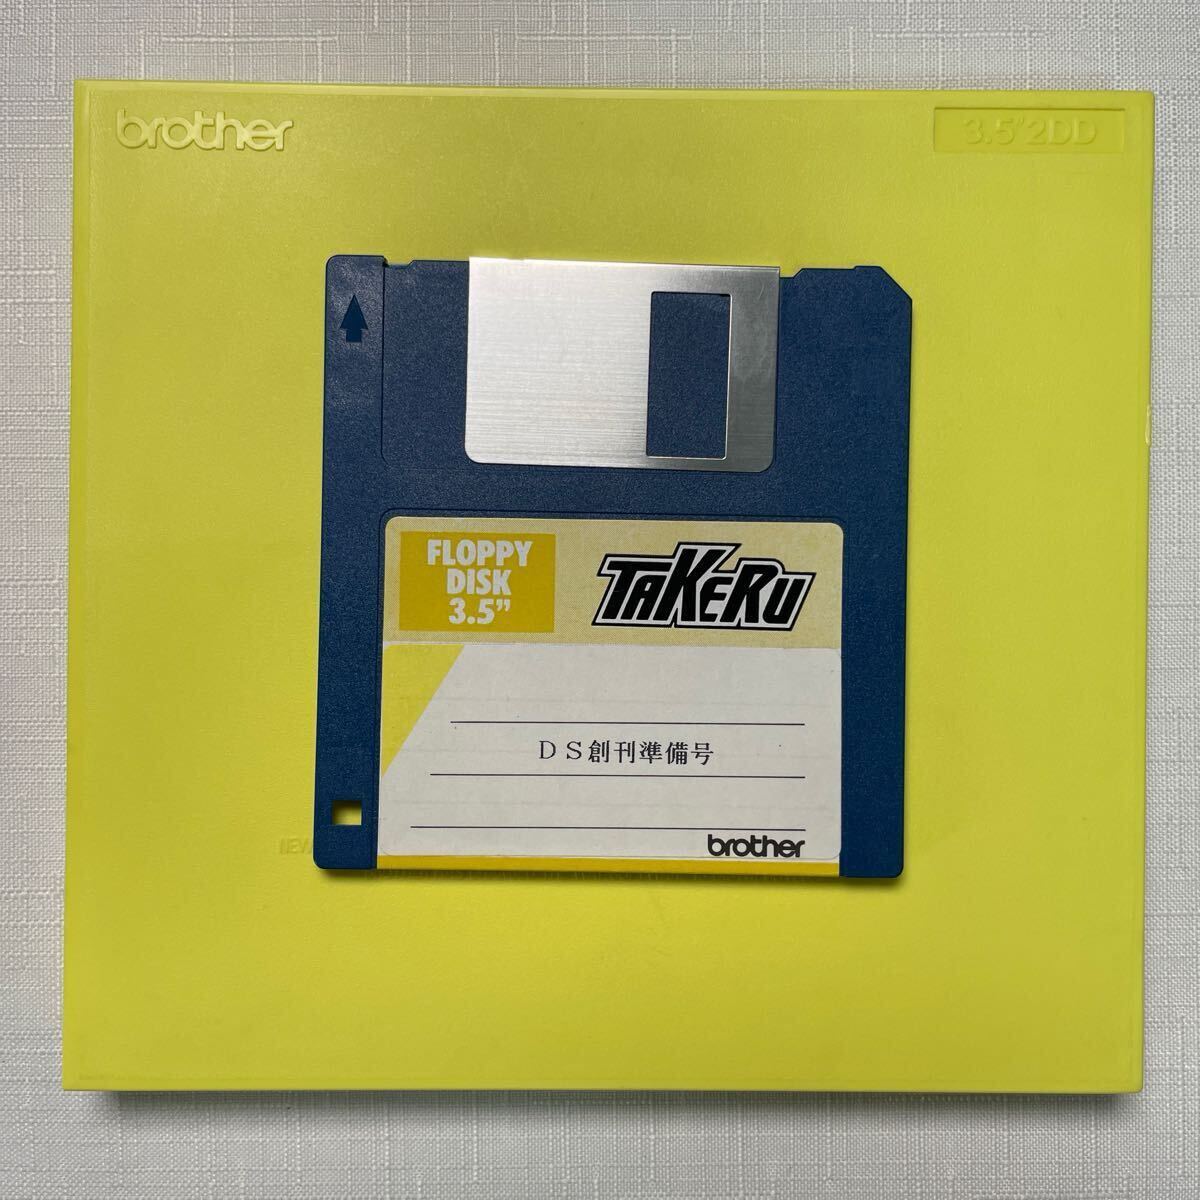 brother
3.5"2DD
FLOPPY
DISK
3.5”
TAKERU
DS創刊準備号
brother